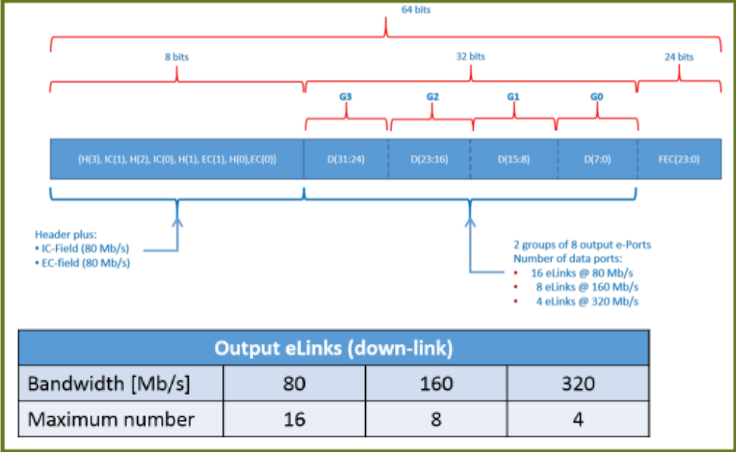 64 bits
8 bits
32 bits
24 bits
G3
G2
G1
G0
{H(3), IC(1), H(2), IC(0), H(1), EC(1), H(0),EC(0)}
D(31:24)
D(23:16)
D(15:8)
D(7:0)
FEC(23:0)
Header plus:
• IC-Field (80 Mb/s)
• EC-field (80 Mb/s)
2 groups of 8 output e-Ports
Number of data ports:
• 16 eLinks @ 80 Mb/s
• 8 eLinks @ 160 Mb/s
• 4 eLinks @ 320 Mb/s
Output eLinks (down-link)
Bandwidth [Mb/s] 80 160 320
Maximum number 16 8 4